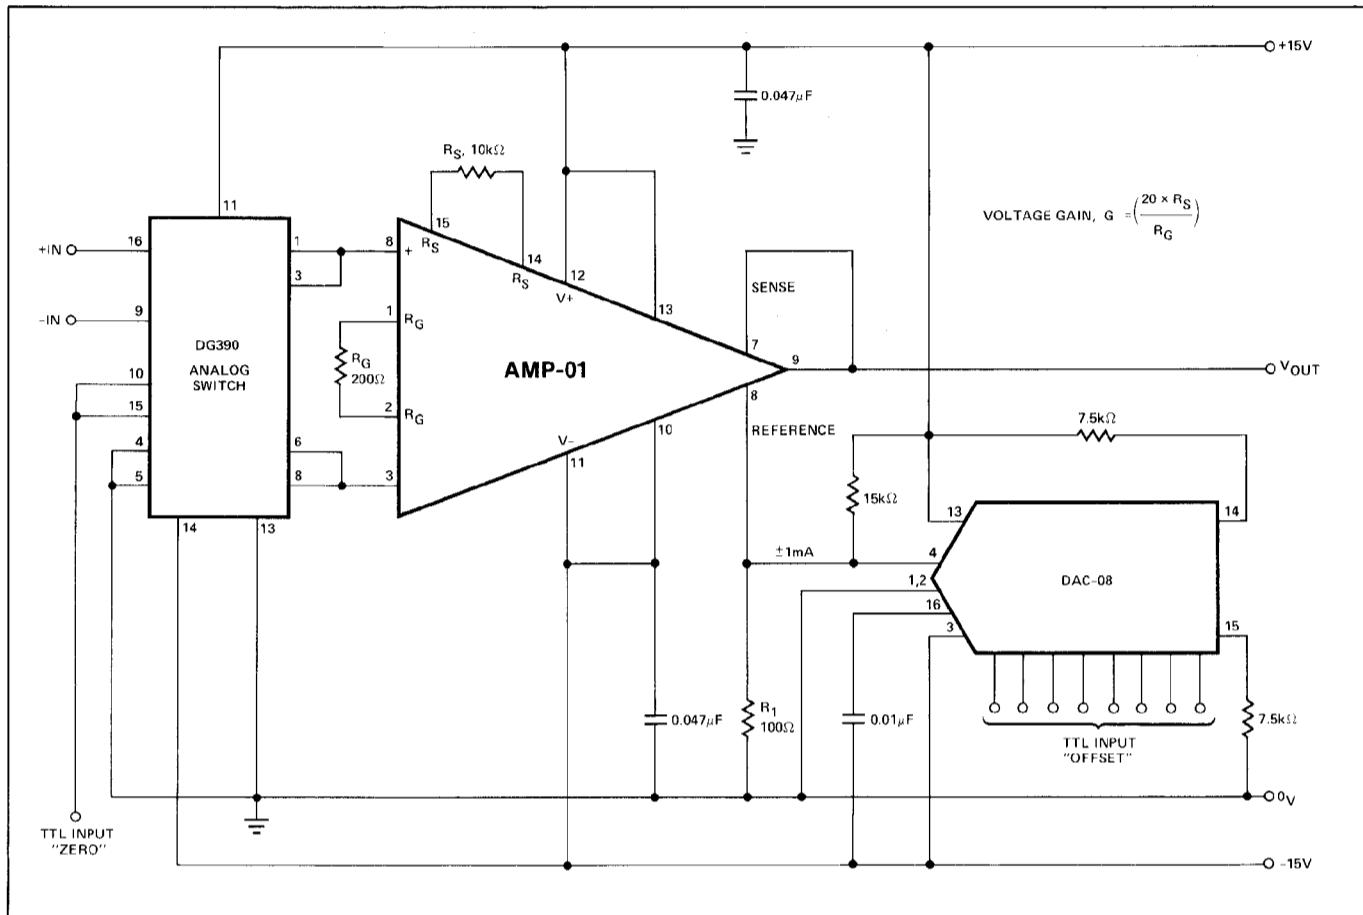 +15V
0.047μF
RS, 10kΩ
11
15
RS
14
RS
12
V+
13
VOLTAGE GAIN, G = (20 × RS / RG)
+IN
16
1
8
+
3
SENSE
-IN
9
1
RG
7
DG390
ANALOG
SWITCH
RG
200Ω
AMP-01
9
VOUT
10
8
15
2
RG
REFERENCE
4
6
V-
10
7.5kΩ
5
8
3
11
15kΩ
14
13
13
14
±1mA
4
1,2
DAC-08
16
3
15
0.047μF
R1
100Ω
0.01μF
7.5kΩ
TTL INPUT
"OFFSET"
0V
TTL INPUT
"ZERO"
-15V